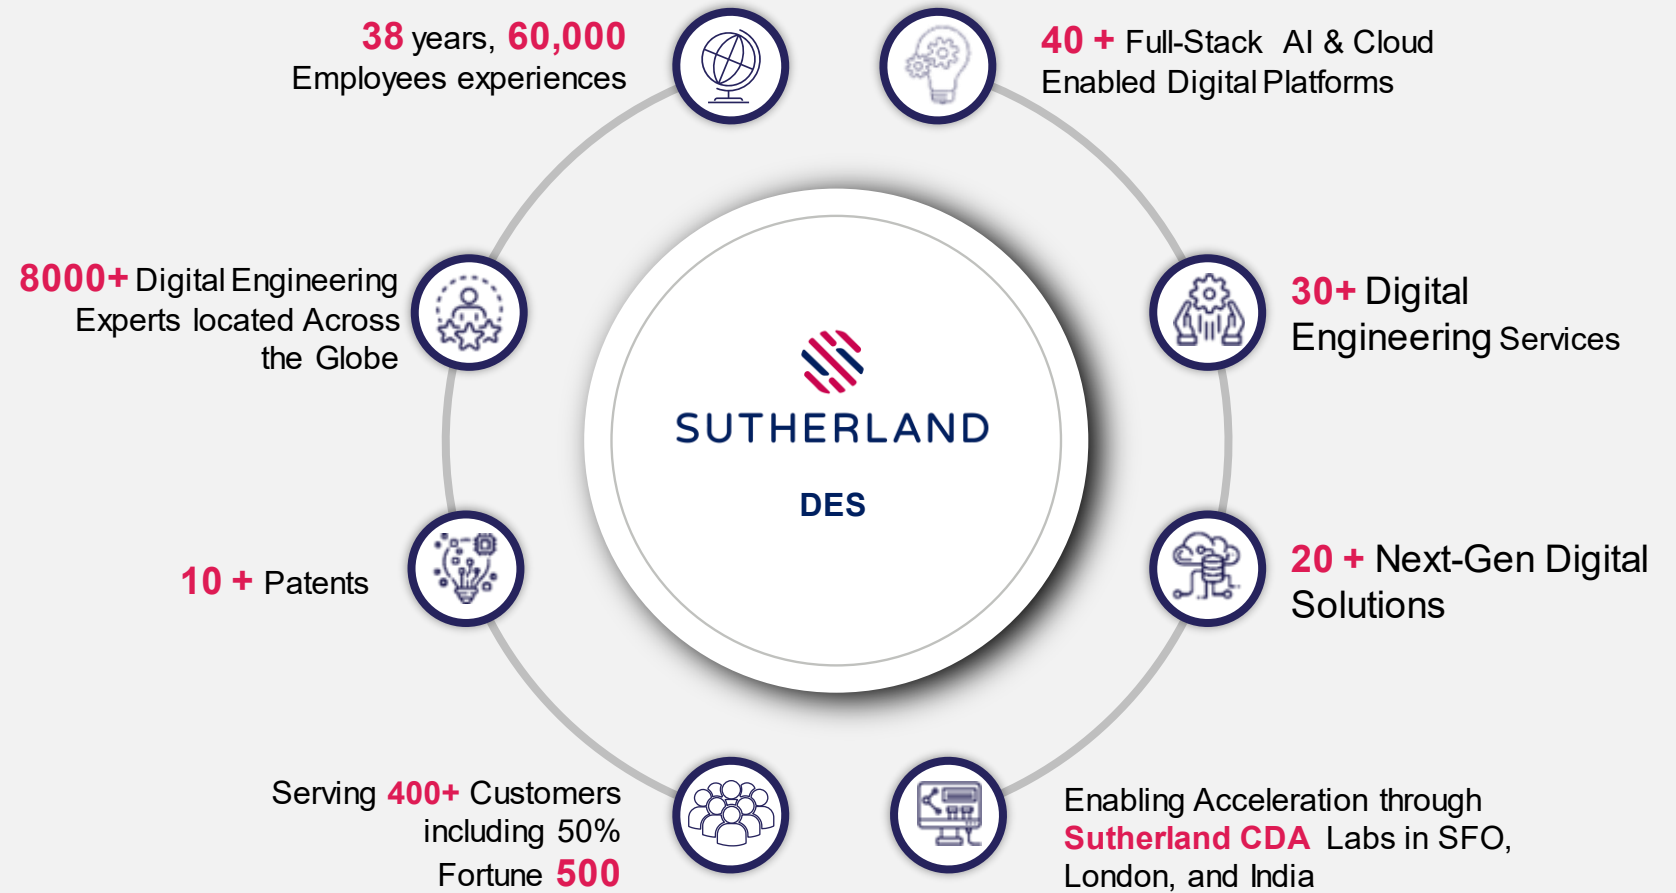 38 years, 60,000
Employees experiences
40 + Full-Stack AI & Cloud
Enabled Digital Platforms
8000+ Digital Engineering
Experts located Across
the Globe
30+ Digital
Engineering Services
SUTHERLAND
DES
10 + Patents
20 + Next-Gen Digital
Solutions
Serving 400+ Customers
including 50%
Fortune 500
Enabling Acceleration through
Sutherland CDA Labs in SFO,
London, and India